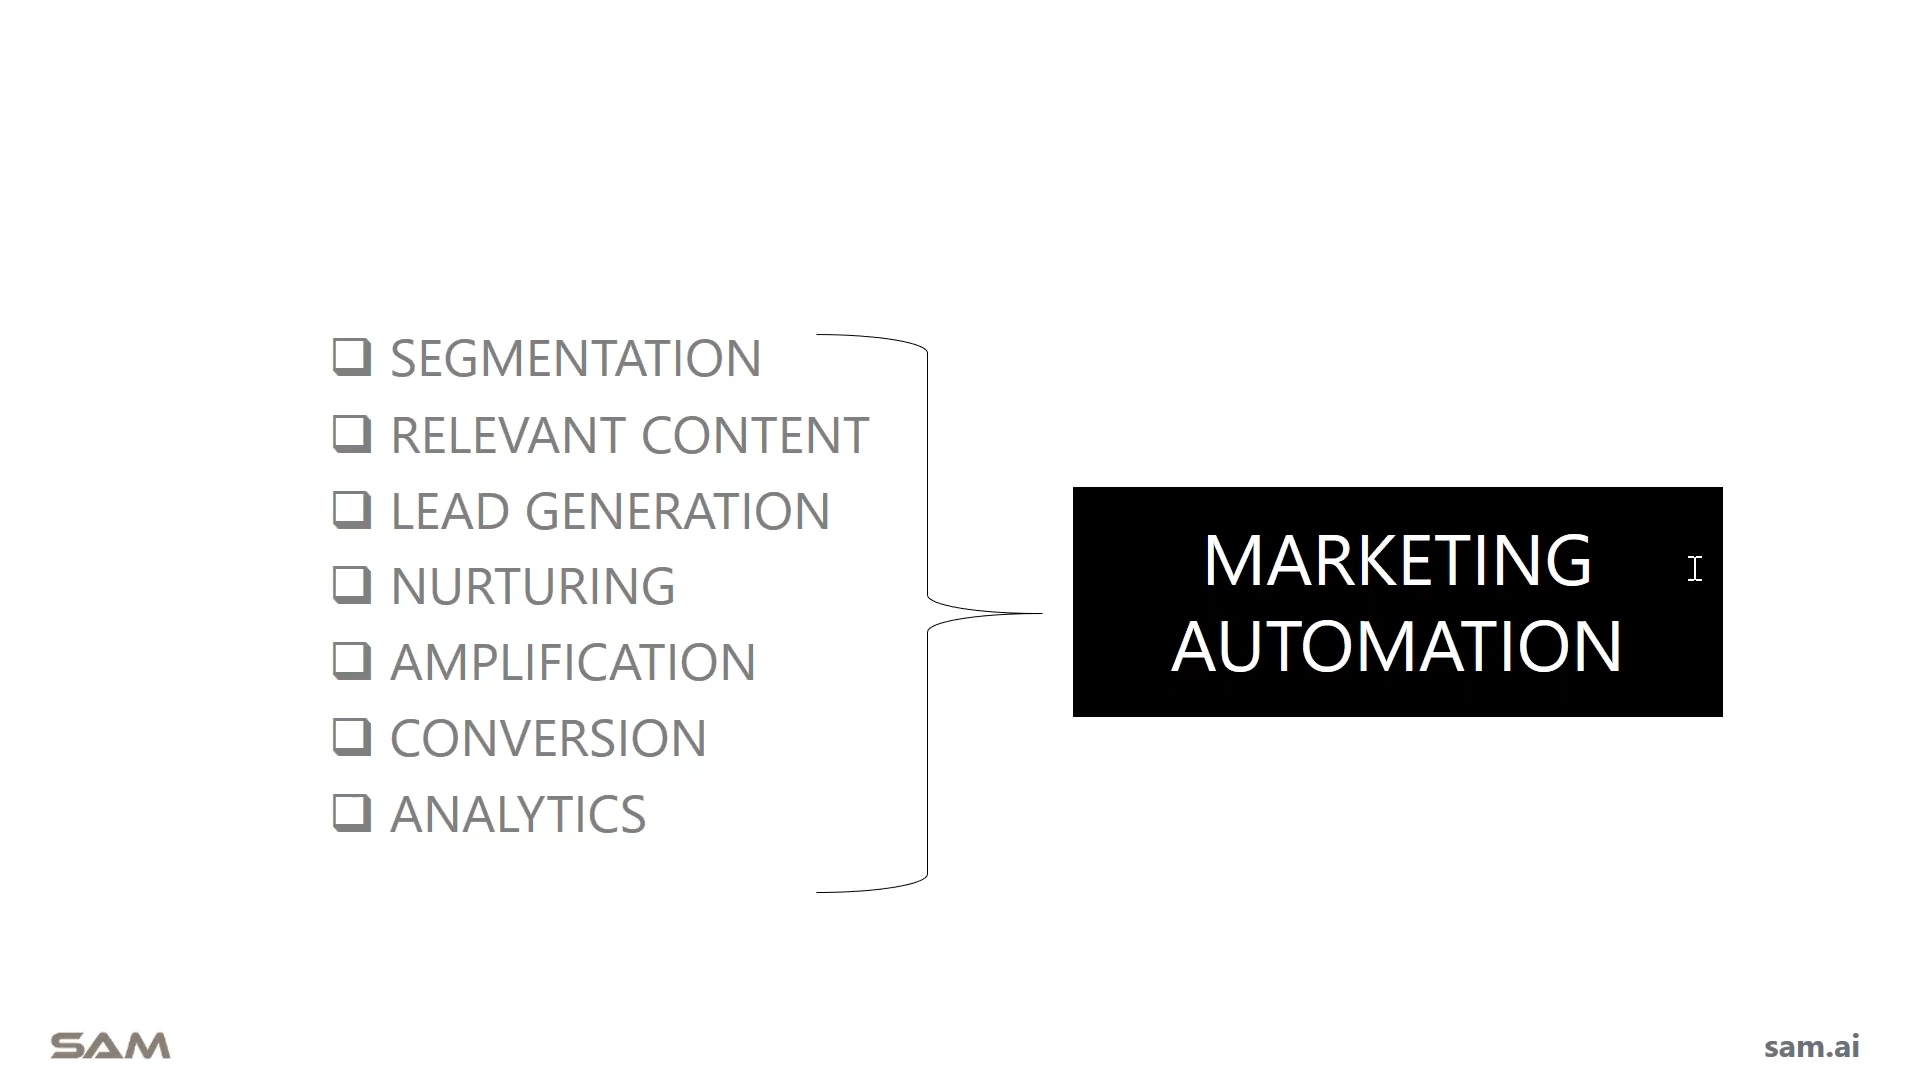 SEGMENTATION
RELEVANT CONTENT
LEAD GENERATION
NURTURING
AMPLIFICATION
CONVERSION
ANALYTICS
MARKETING
AUTOMATION
SAM
sam.ai